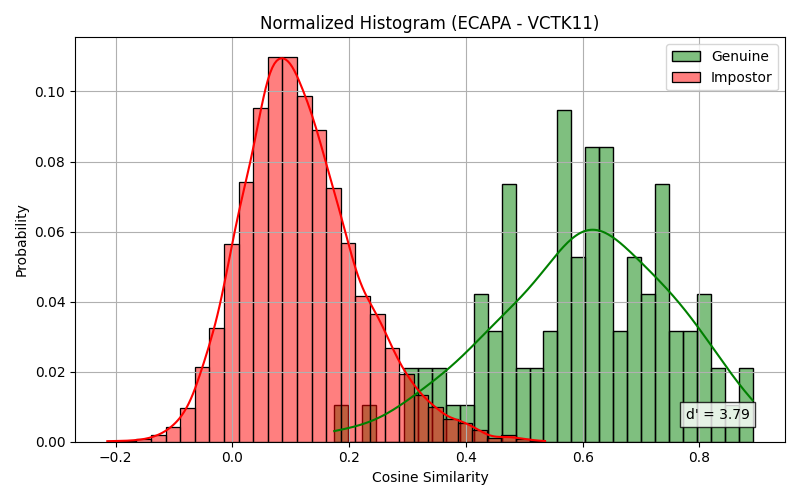 Normalized Histogram (ECAPA - VCTK11)
Genuine
Impostor
Probability
0.10
0.08
0.06
0.04
0.02
0.00
d' = 3.79
−0.2 0.0 0.2 0.4 0.6 0.8
Cosine Similarity